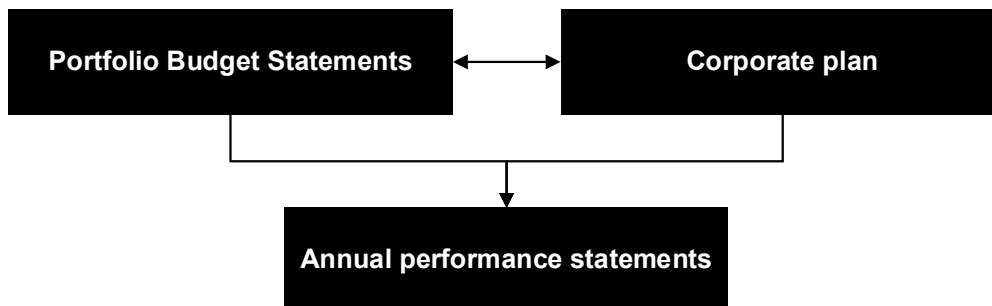 Portfolio Budget Statements
Corporate plan
Annual performance statements